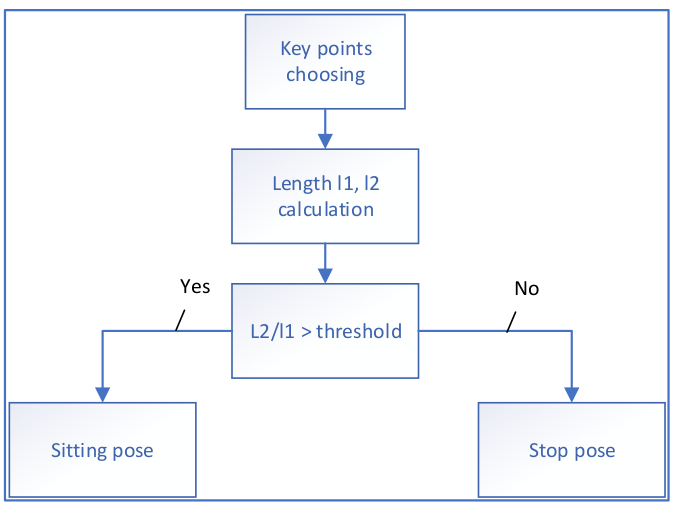 Key points
choosing
Length l1, l2
calculation
Yes
No
L2/l1 > threshold
Sitting pose
Stop pose